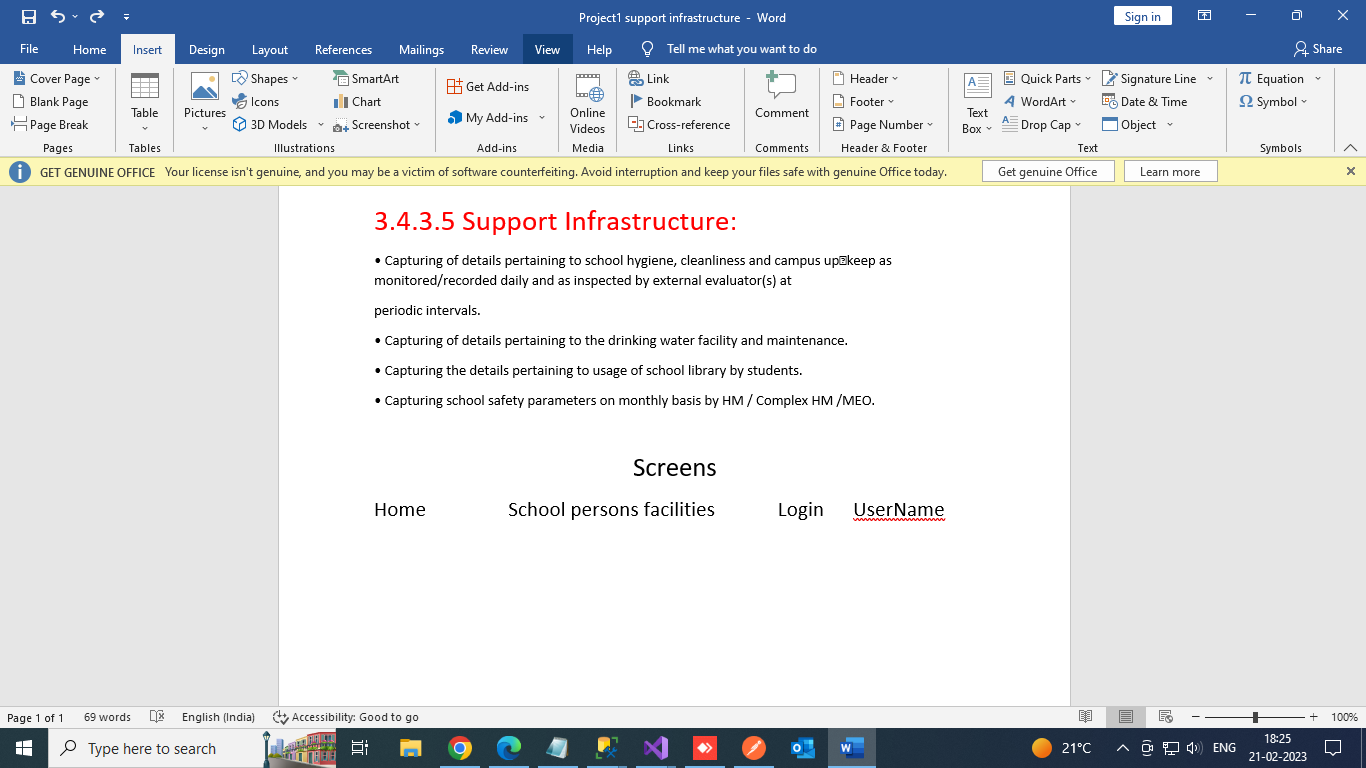 Project1 support infrastructure - Word
Sign in
File Home Insert Design Layout References Mailings Review View Help Tell me what you want to do Share
Cover Page
Blank Page
Page Break
Pages
Table
Tables
Pictures
Shapes
Icons
3D Models
SmartArt
Chart
Screenshot
Illustrations
Get Add-ins
My Add-ins
Add-ins
Online
Videos
Media
Link
Bookmark
Cross-reference
Links
Comment
Comments
Header
Footer
Page Number
Header & Footer
Text
Box
Quick Parts
WordArt
Drop Cap
Signature Line
Date & Time
Object
Text
Equation
Symbol
Symbols
GET GENUINE OFFICE Your license isn't genuine, and you may be a victim of software counterfeiting. Avoid interruption and keep your files safe with genuine Office today. Get genuine Office Learn more
3.4.3.5 Support Infrastructure:
• Capturing of details pertaining to school hygiene, cleanliness and campus up⍰keep as
monitored/recorded daily and as inspected by external evaluator(s) at
periodic intervals.
• Capturing of details pertaining to the drinking water facility and maintenance.
• Capturing the details pertaining to usage of school library by students.
• Capturing school safety parameters on monthly basis by HM / Complex HM /MEO.
Screens
Home School persons facilities Login UserName
Page 1 of 1 69 words English (India) Accessibility: Good to go 100%
Type here to search
21°C
ENG
18:25
21-02-2023